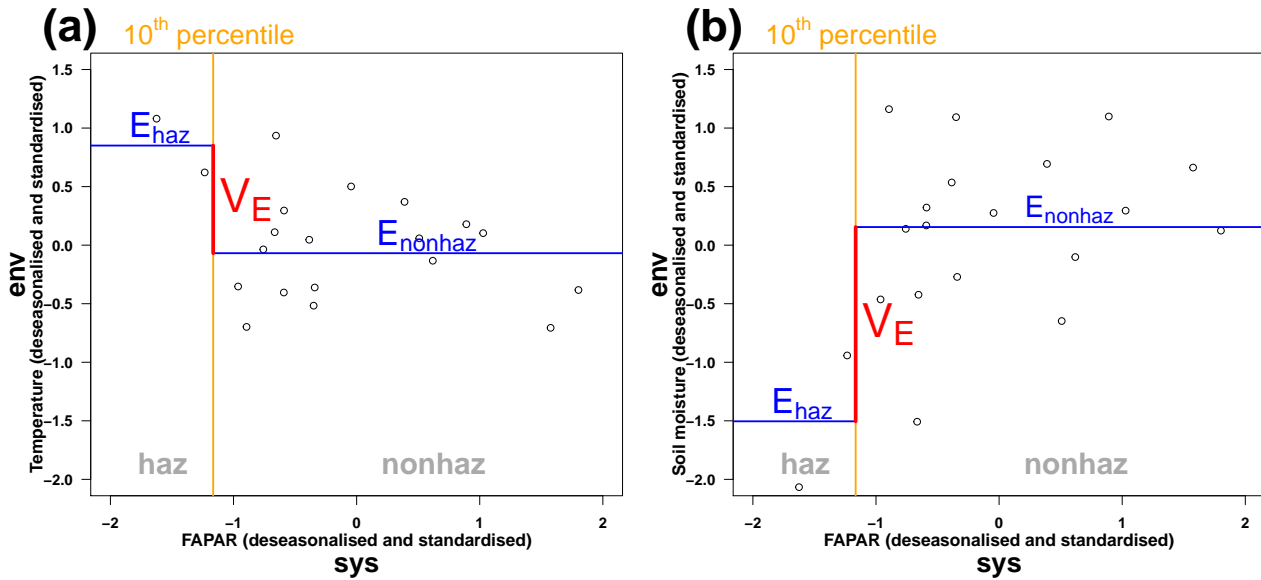 (a)
10th percentile
1.5
1.0
0.5
0.0
−0.5
−1.0
−1.5
−2.0
env
Temperature (deseasonalised and standardised)
Ehaz
VE
Enonhaz
haz
nonhaz
−2
−1
0
1
2
FAPAR (deseasonalised and standardised)
sys
(b)
10th percentile
1.5
1.0
0.5
0.0
−0.5
−1.0
−1.5
−2.0
env
Soil moisture (deseasonalised and standardised)
Enonhaz
VE
Ehaz
haz
nonhaz
−2
−1
0
1
2
FAPAR (deseasonalised and standardised)
sys